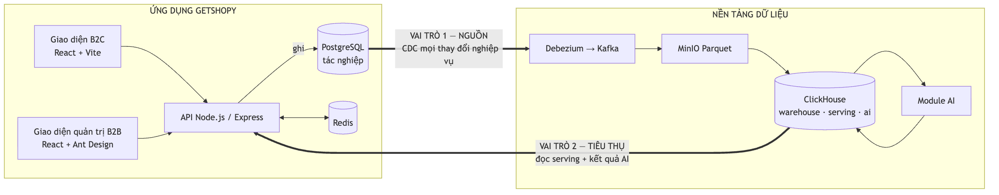 ỨNG DỤNG GETSHOPY
Giao diện B2C
React + Vite
Giao diện quản trị B2B
React + Ant Design
API Node.js / Express
ghi
PostgreSQL
tác nghiệp
Redis
VAI TRÒ 1 — NGUỒN
CDC mọi thay đổi nghiệp
vụ
VAI TRÒ 2 — TIÊU THỤ
đọc serving + kết quả AI
NỀN TẢNG DỮ LIỆU
Debezium → Kafka
MinIO Parquet
ClickHouse
warehouse · serving · ai
Module AI